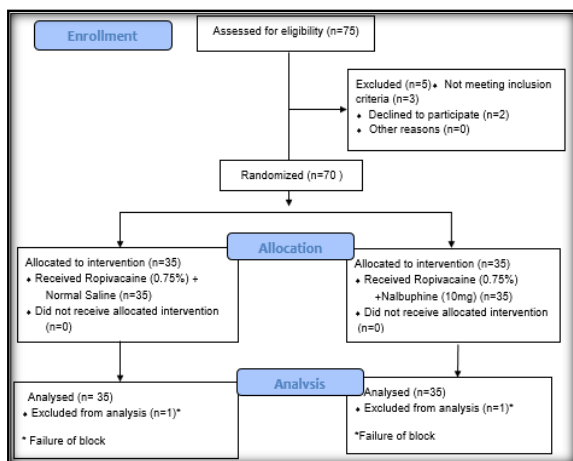 Enrollment
Assessed for eligibility (n=75)
Excluded (n=5)⬥ Not meeting inclusion
criteria (n=3)
⬥ Declined to participate (n=2)
⬥ Other reasons (n=0)
Randomized (n=70 )
Allocation
Allocated to intervention (n=35)
⬥ Received Ropivacaine (0.75%) +
Normal Saline (n=35)
⬥ Did not receive allocated intervention
(n=0)
Allocated to intervention (n=35)
⬥ Received Ropivacaine (0.75%)
+Nalbuphine (10mg) (n=35)
⬥ Did not receive allocated intervention
(n=0)
Analysis
Analysed (n= 35)
⬥ Excluded from analysis (n=1)*
* Failure of block
Analysed (n=35)
⬥ Excluded from analysis (n=1)*
*Failure of block